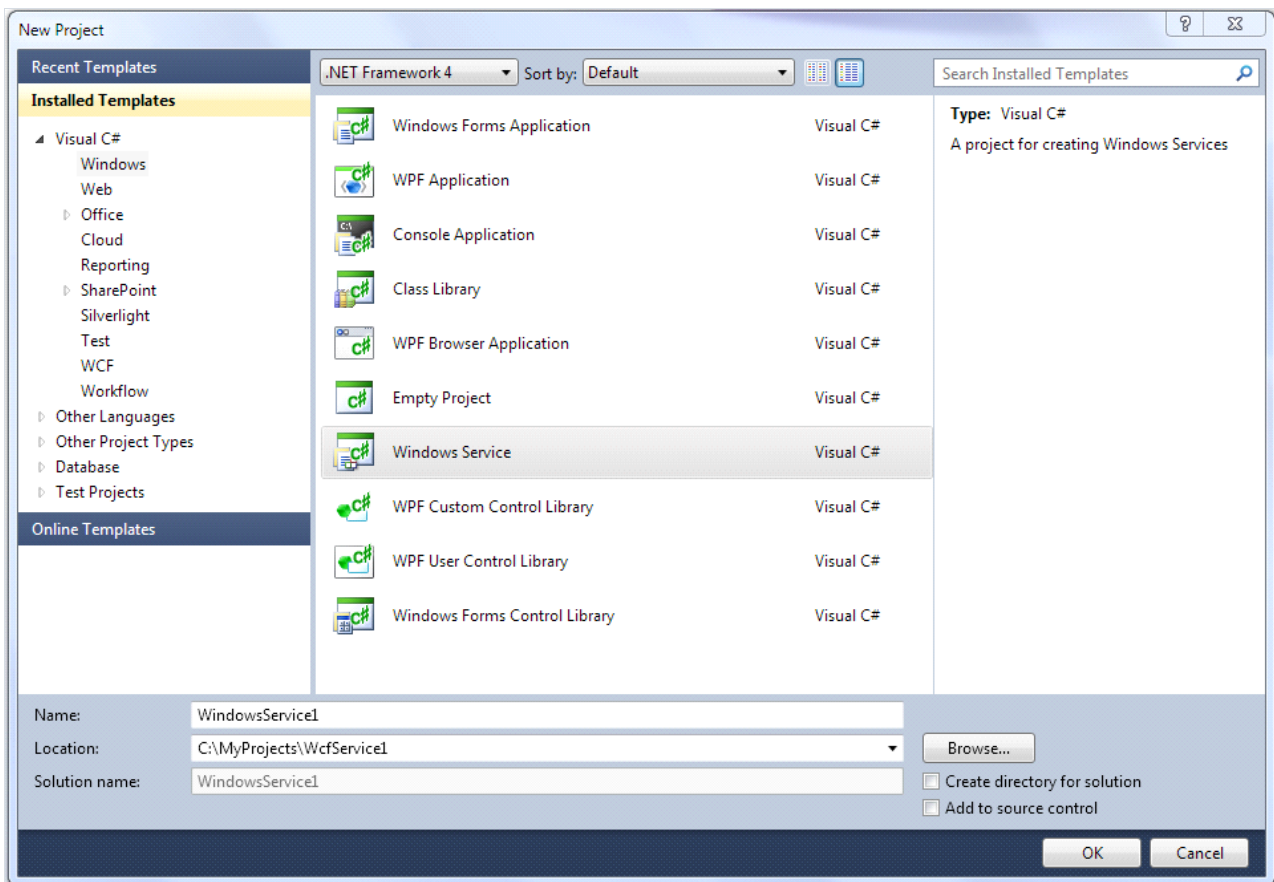 New Project
Recent Templates
Installed Templates
Visual C#
Windows
Web
Office
Cloud
Reporting
SharePoint
Silverlight
Test
WCF
Workflow
Other Languages
Other Project Types
Database
Test Projects
Online Templates
.NET Framework 4 Sort by: Default
Windows Forms Application Visual C#
WPF Application Visual C#
Console Application Visual C#
Class Library Visual C#
WPF Browser Application Visual C#
Empty Project Visual C#
Windows Service Visual C#
WPF Custom Control Library Visual C#
WPF User Control Library Visual C#
Windows Forms Control Library Visual C#
Search Installed Templates
Type: Visual C#
A project for creating Windows Services
Name: WindowsService1
Location: C:\MyProjects\WcfService1 Browse...
Solution name: WindowsService1
Create directory for solution
Add to source control
OK Cancel